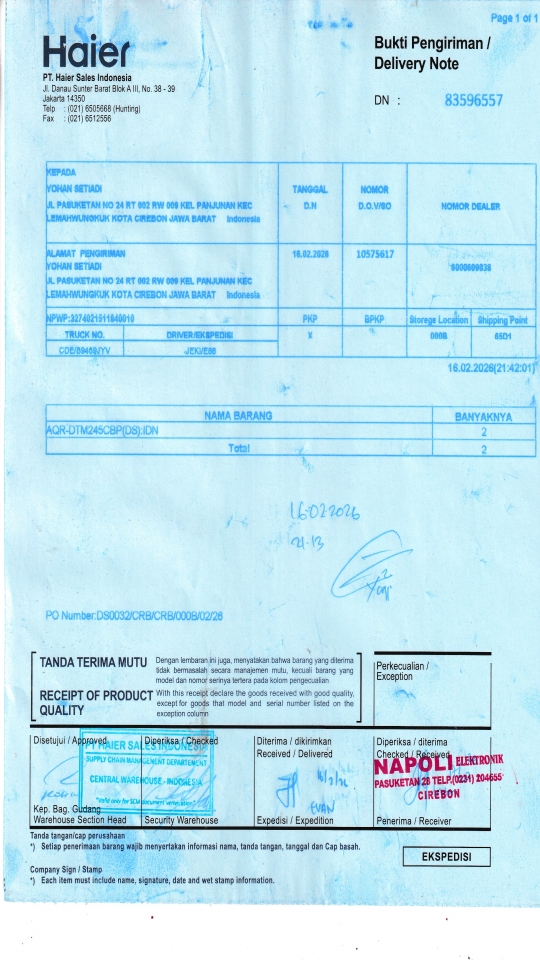 Page 1 of 1
Haier
Bukti Pengiriman /
Delivery Note
PT. Haier Sales Indonesia
Jl. Danau Sunter Barat Blok A III, No. 38 - 39
Jakarta 14350
Telp : (021) 6505668 (Hunting)
Fax : (021) 6512556
DN : 83596557
KEPADA
YOHAN SETIADI
JL PASUKETAN NO 24 RT 002 RW 009 KEL PANJUNAN KEC
LEMAHWUNGKUK KOTA CIREBON JAWA BARAT Indonesia
TANGGAL
D.N
NOMOR
D.O.V/SO
NOMOR DEALER
ALAMAT PENGIRIMAN
YOHAN SETIADI
JL PASUKETAN NO 24 RT 002 RW 009 KEL PANJUNAN KEC
LEMAHWUNGKUK KOTA CIREBON JAWA BARAT Indonesia
16.02.2026
10575617
NPWP:3274021511840010
PKP
BPKP
Storege Location
Shipping Point
TRUCK NO.
DRIVER/EKSPEDISI
X
000B
65D1
16.02.2026(21:42:01)
NAMA BARANG
BANYAKNYA
AQR-DTM245CBP(DS):IDN
2
Total
2
16.02.2026
21-13
PO Number:DS0032/CRB/CRB/000B/02/26
TANDA TERIMA MUTU
Dengan lembaran ini juga, menyatakan bahwa barang yang diterima
tidak bermasalah secara manajemen mutu, kecuali barang yang
model dan nomor serinya tertera pada kolom pengecualian
RECEIPT OF PRODUCT
QUALITY
With this receipt declare the goods received with good quality,
except for goods that model and serial number listed on the
exception column
Perkecualian /
Exception
Disetujui / Approved
Diperiksa / Checked
Diterima / dikirimkan
Received / Delivered
Diperiksa / diterima
Checked / Received
PT HAIER SALES INDONESIA
SUPPLY CHAIN MANAGEMENT DEPARTEMENT
CENTRAL WAREHOUSE - INDONESIA
*valid only for SCM document verification*
NAPOLI ELEKTRONIK
PASUKETAN 28 TELP.(0231) 204655
CIREBON
Kep. Bag. Gudang
Warehouse Section Head
Security Warehouse
Expedisi / Expedition
Penerima / Receiver
Tanda tangan/cap perusahaan
*) Setiap penerimaan barang wajib menyertakan informasi nama, tanda tangan, tanggal dan Cap basah.
EKSPEDISI
Company Sign / Stamp
*) Each item must include name, signature, date and wet stamp information.